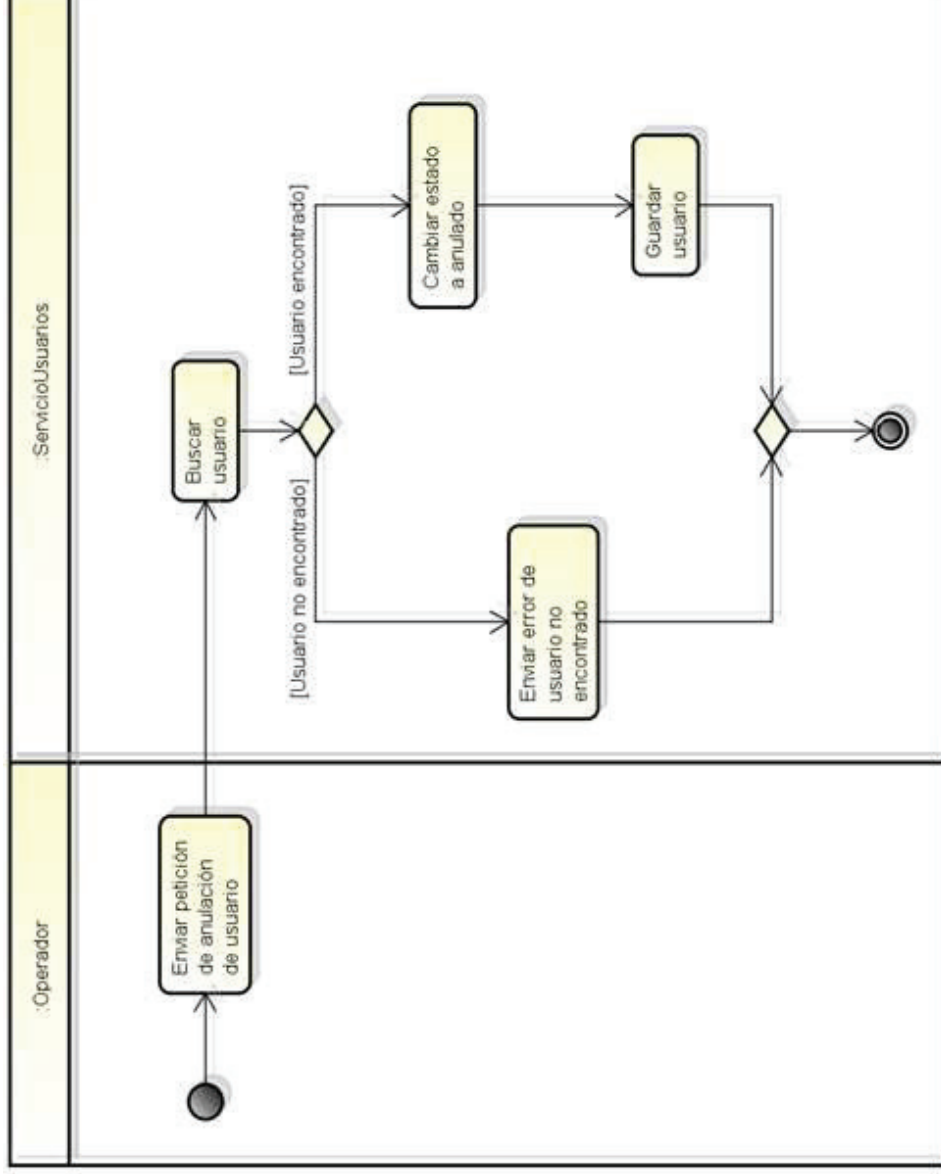 :Operador
:ServicioUsuarios
Enviar petición
de anulación
de usuario
Buscar
usuario
[Usuario no encontrado]
[Usuario encontrado]
Enviar error de
usuario no
encontrado
Cambiar estado
a anulado
Guardar
usuario